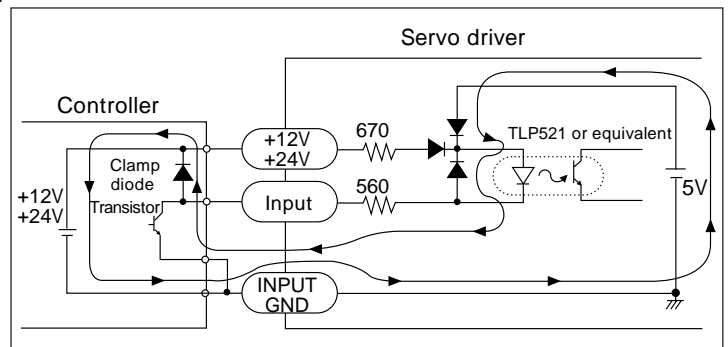 Servo driver
Controller
+12V
+24V
670
TLP521 or equivalent
Clamp
diode
Transistor
+12V
+24V
Input
560
5V
INPUT
GND